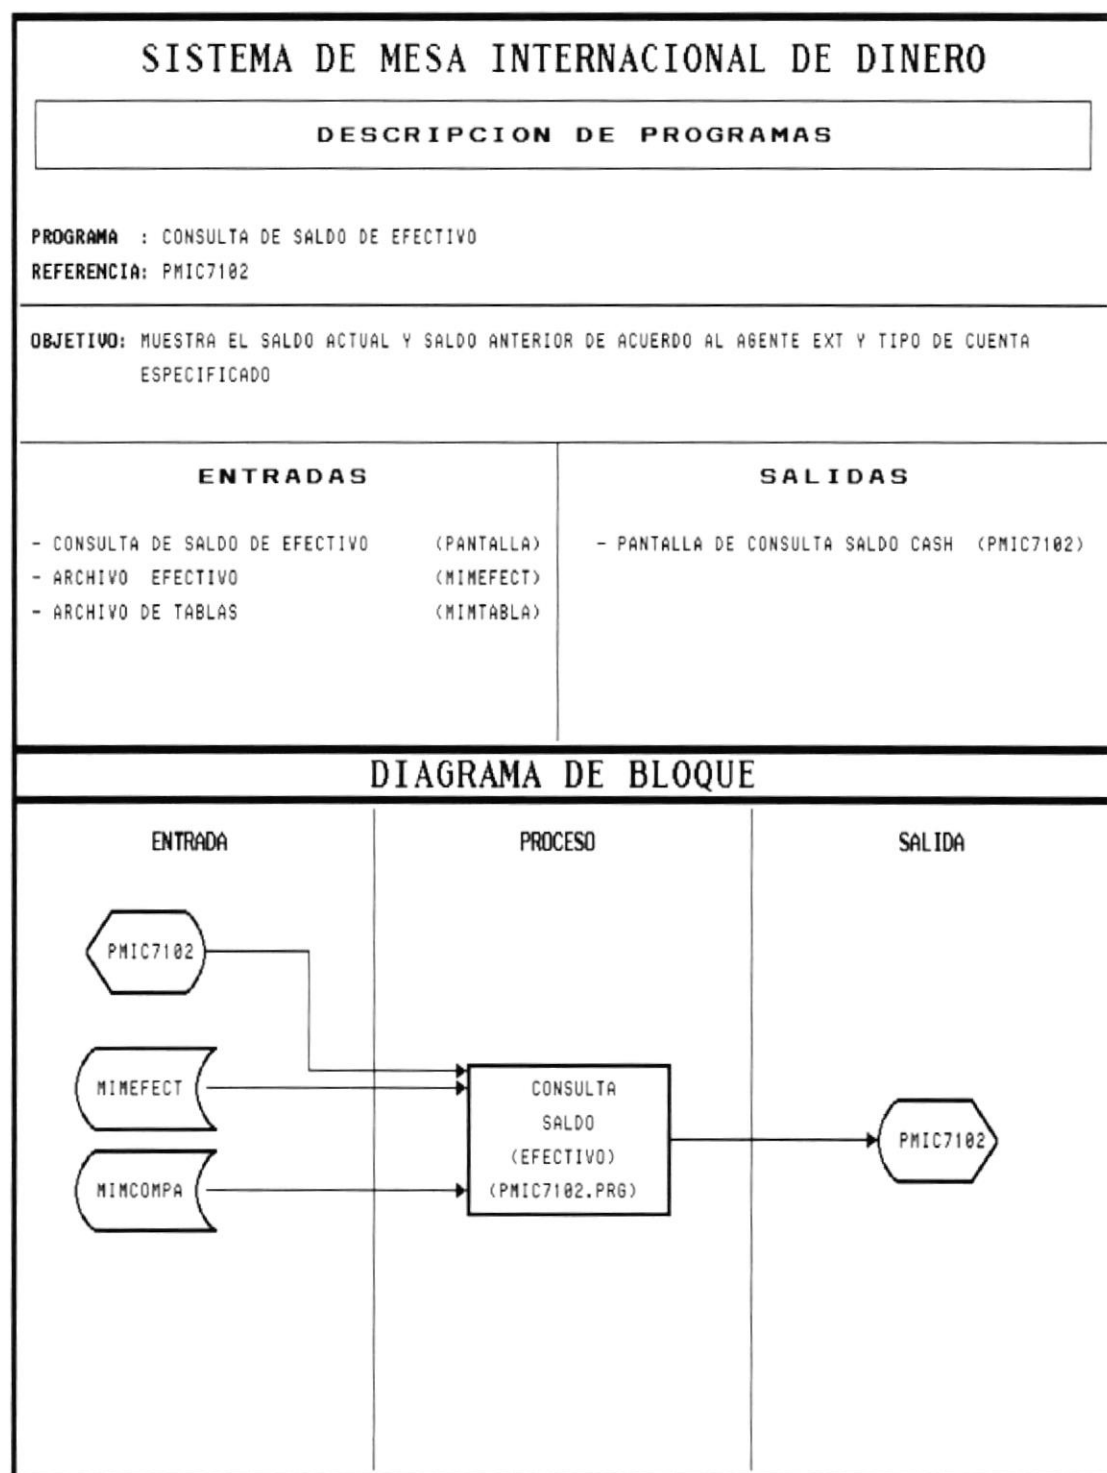 SISTEMA DE MESA INTERNACIONAL DE DINERO
DESCRIPCION DE PROGRAMAS
PROGRAMA : CONSULTA DE SALDO DE EFECTIVO
REFERENCIA: PMIC7102
OBJETIVO: MUESTRA EL SALDO ACTUAL Y SALDO ANTERIOR DE ACUERDO AL AGENTE EXT Y TIPO DE CUENTA
ESPECIFICADO
ENTRADAS
- CONSULTA DE SALDO DE EFECTIVO (PANTALLA)
- ARCHIVO EFECTIVO (MIMEFECT)
- ARCHIVO DE TABLAS (MIMTABLA)
SALIDAS
- PANTALLA DE CONSULTA SALDO CASH (PMIC7102)
DIAGRAMA DE BLOQUE
ENTRADA
PROCESO
SALIDA
PMIC7102
MIMEFECT
MIMCOMPA
CONSULTA
SALDO
(EFECTIVO)
(PMIC7102.PRG)
PMIC7102